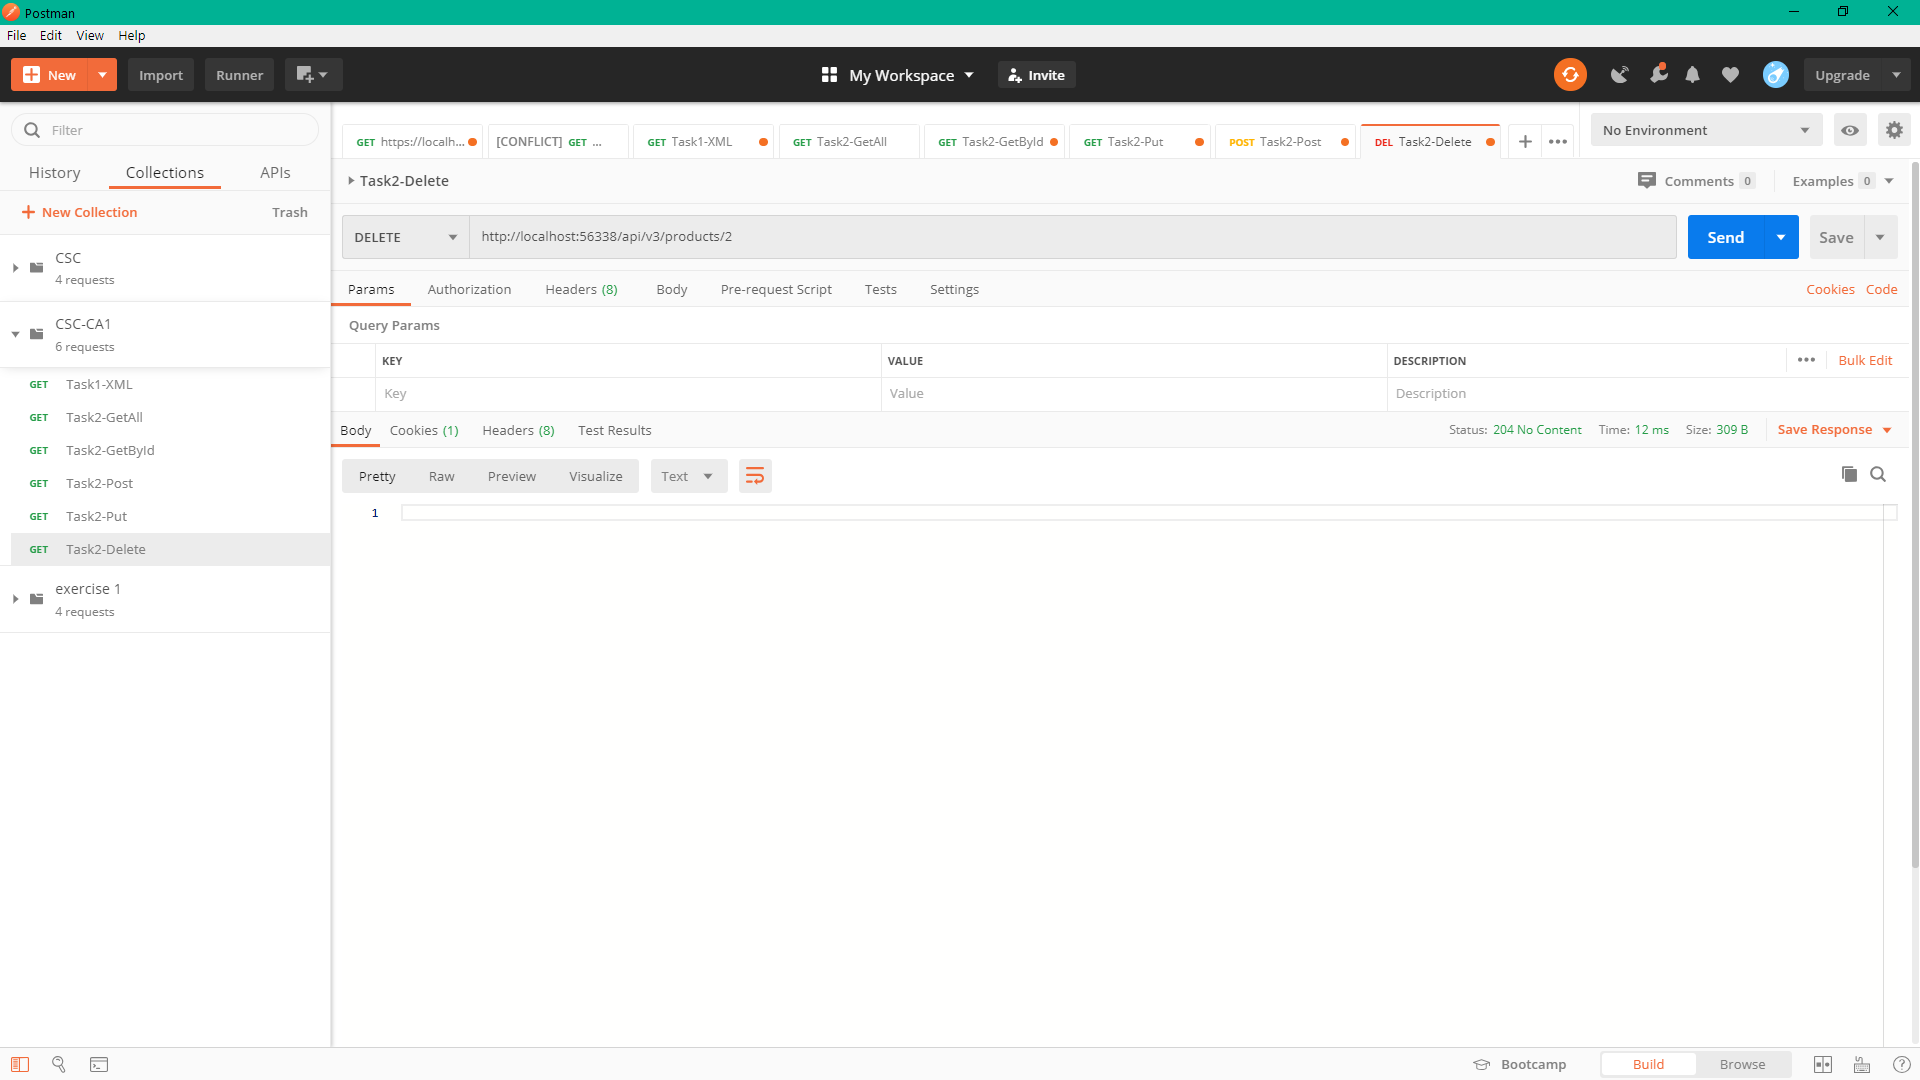 Postman
File Edit View Help
New Import Runner My Workspace Invite Upgrade
Filter
History Collections APIs
New Collection Trash
CSC
4 requests
CSC-CA1
6 requests
GET Task1-XML
GET Task2-GetAll
GET Task2-GetById
GET Task2-Post
GET Task2-Put
GET Task2-Delete
exercise 1
4 requests
GET https://localh... [CONFLICT] GET ... GET Task1-XML GET Task2-GetAll GET Task2-GetById GET Task2-Put POST Task2-Post DEL Task2-Delete No Environment
Task2-Delete Comments 0 Examples 0
DELETE http://localhost:56338/api/v3/products/2 Send Save
Params Authorization Headers (8) Body Pre-request Script Tests Settings Cookies Code
Query Params
KEY VALUE DESCRIPTION Bulk Edit
Key Value Description
Body Cookies (1) Headers (8) Test Results Status: 204 No Content Time: 12 ms Size: 309 B Save Response
Pretty Raw Preview Visualize Text
1
Bootcamp Build Browse